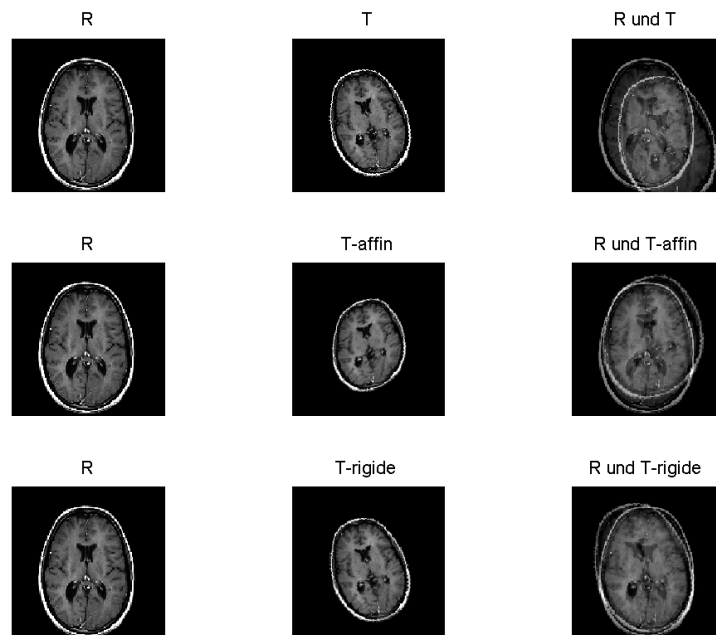 R
T
R und T
R
T-affin
R und T-affin
R
T-rigide
R und T-rigide